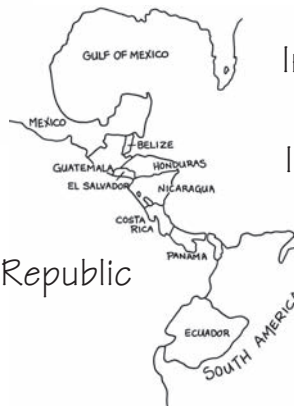 GULF OF MEXICO
MEXICO
BELIZE
GUATEMALA
HONDURAS
EL SALVADOR
NICARAGUA
COSTA
RICA
PANAMA
Republic
ECUADOR
SOUTH AMERICA